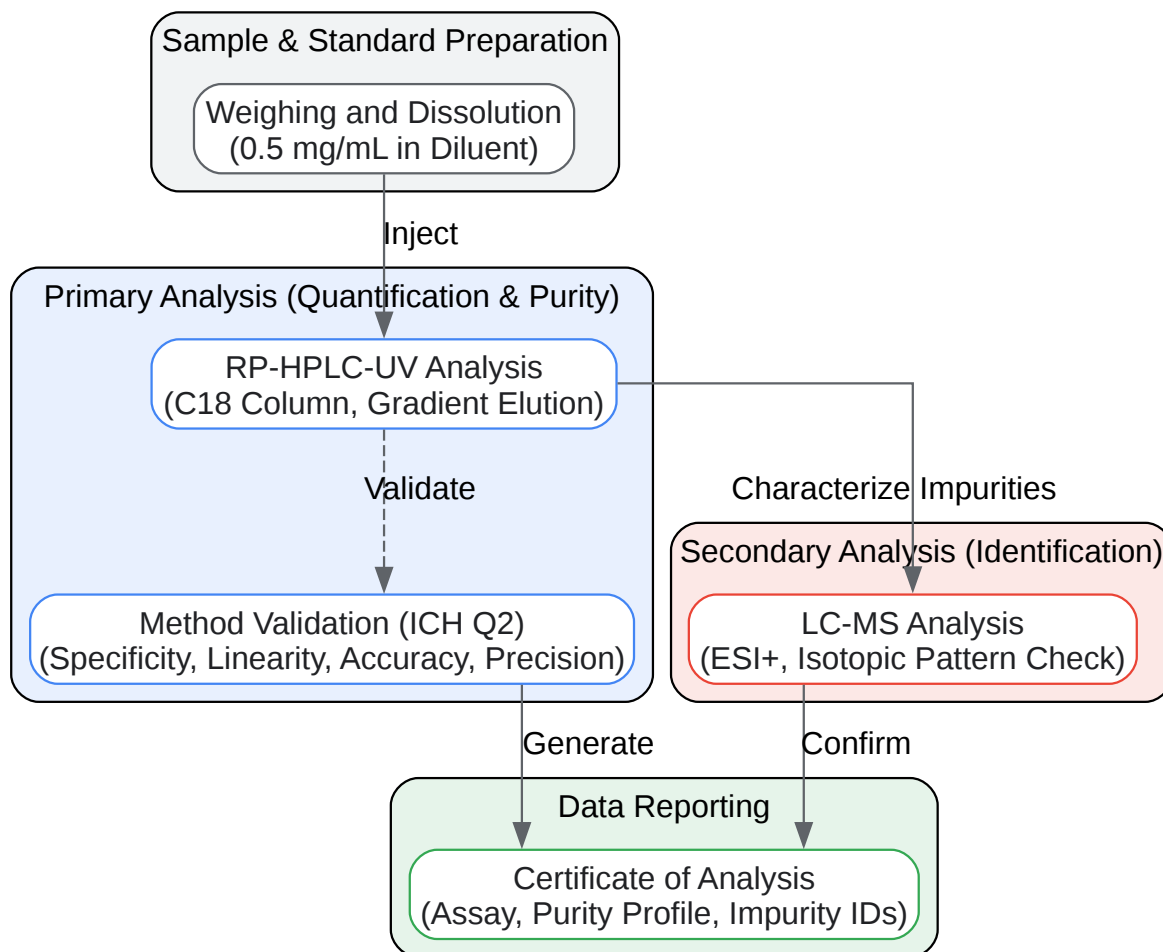 Sample & Standard Preparation
Weighing and Dissolution
(0.5 mg/mL in Diluent)
Inject
Primary Analysis (Quantification & Purity)
RP-HPLC-UV Analysis
(C18 Column, Gradient Elution)
Validate
Characterize Impurities
Secondary Analysis (Identification)
Method Validation (ICH Q2)
(Specificity, Linearity, Accuracy, Precision)
LC-MS Analysis
(ESI+, Isotopic Pattern Check)
Generate
Confirm
Data Reporting
Certificate of Analysis
(Assay, Purity Profile, Impurity IDs)